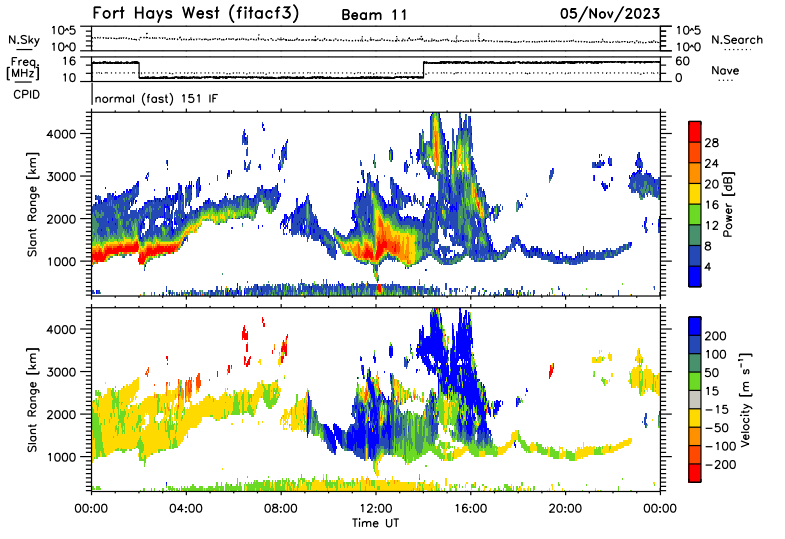 Fort Hays West (fitacf3) Beam 11 05/Nov/2023
N.Sky 10^5 10^0 10^5 10^0 N.Search
Freq. [MHz] 16 10 60 0 Nave
CPID normal (fast) 151 IF
Slant Range [km]
4000
3000
2000
1000
Power [dB]
28
24
20
16
12
8
4
Slant Range [km]
4000
3000
2000
1000
Velocity [m s⁻¹]
200
100
50
15
−15
−50
−100
−200
00:00 04:00 08:00 12:00 16:00 20:00 00:00
Time UT